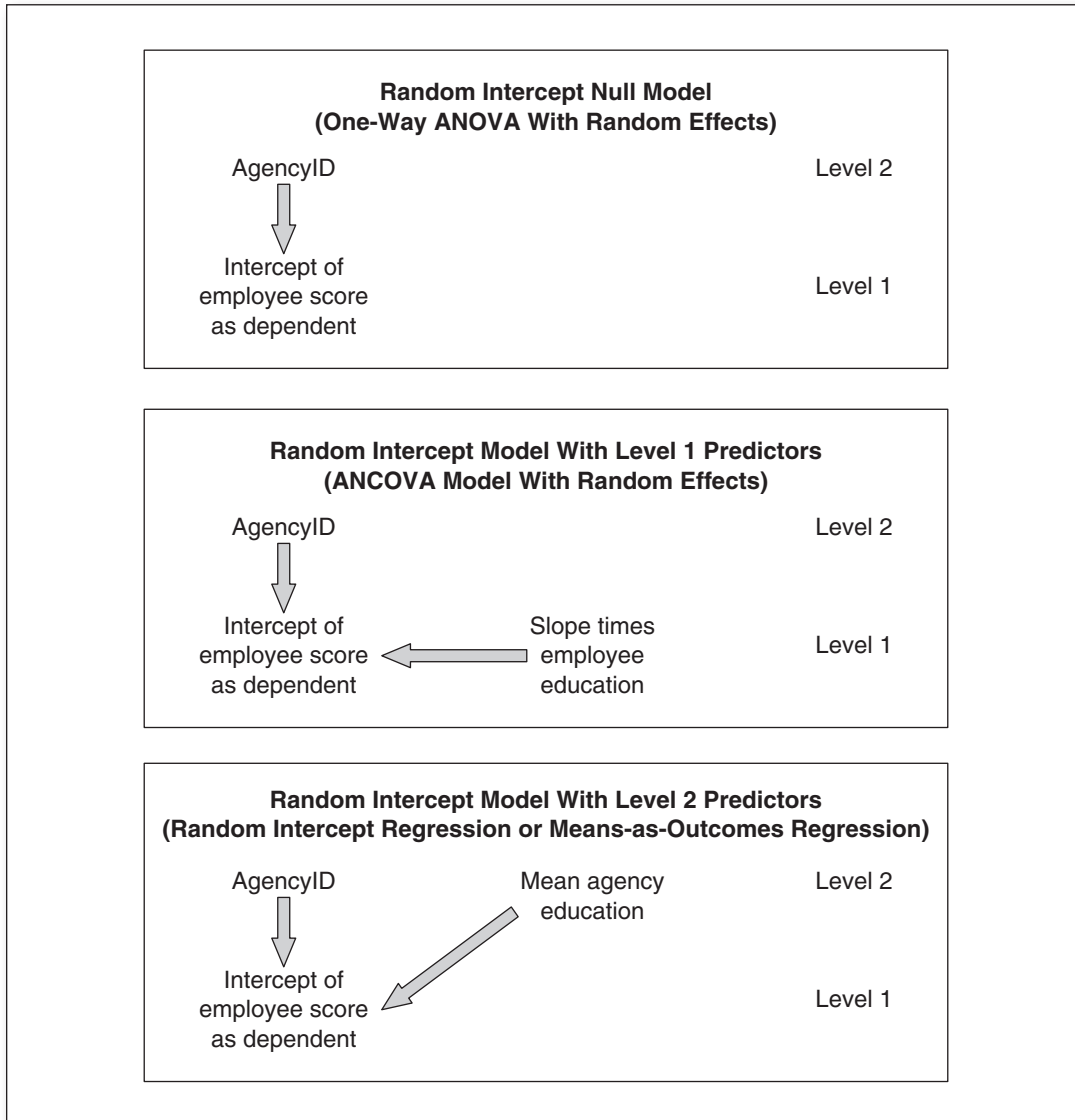 Random Intercept Null Model
(One-Way ANOVA With Random Effects)
AgencyID
Level 2
Intercept of
employee score
as dependent
Level 1
Random Intercept Model With Level 1 Predictors
(ANCOVA Model With Random Effects)
AgencyID
Level 2
Intercept of
employee score
as dependent
Slope times
employee
education
Level 1
Random Intercept Model With Level 2 Predictors
(Random Intercept Regression or Means-as-Outcomes Regression)
AgencyID
Mean agency
education
Level 2
Intercept of
employee score
as dependent
Level 1